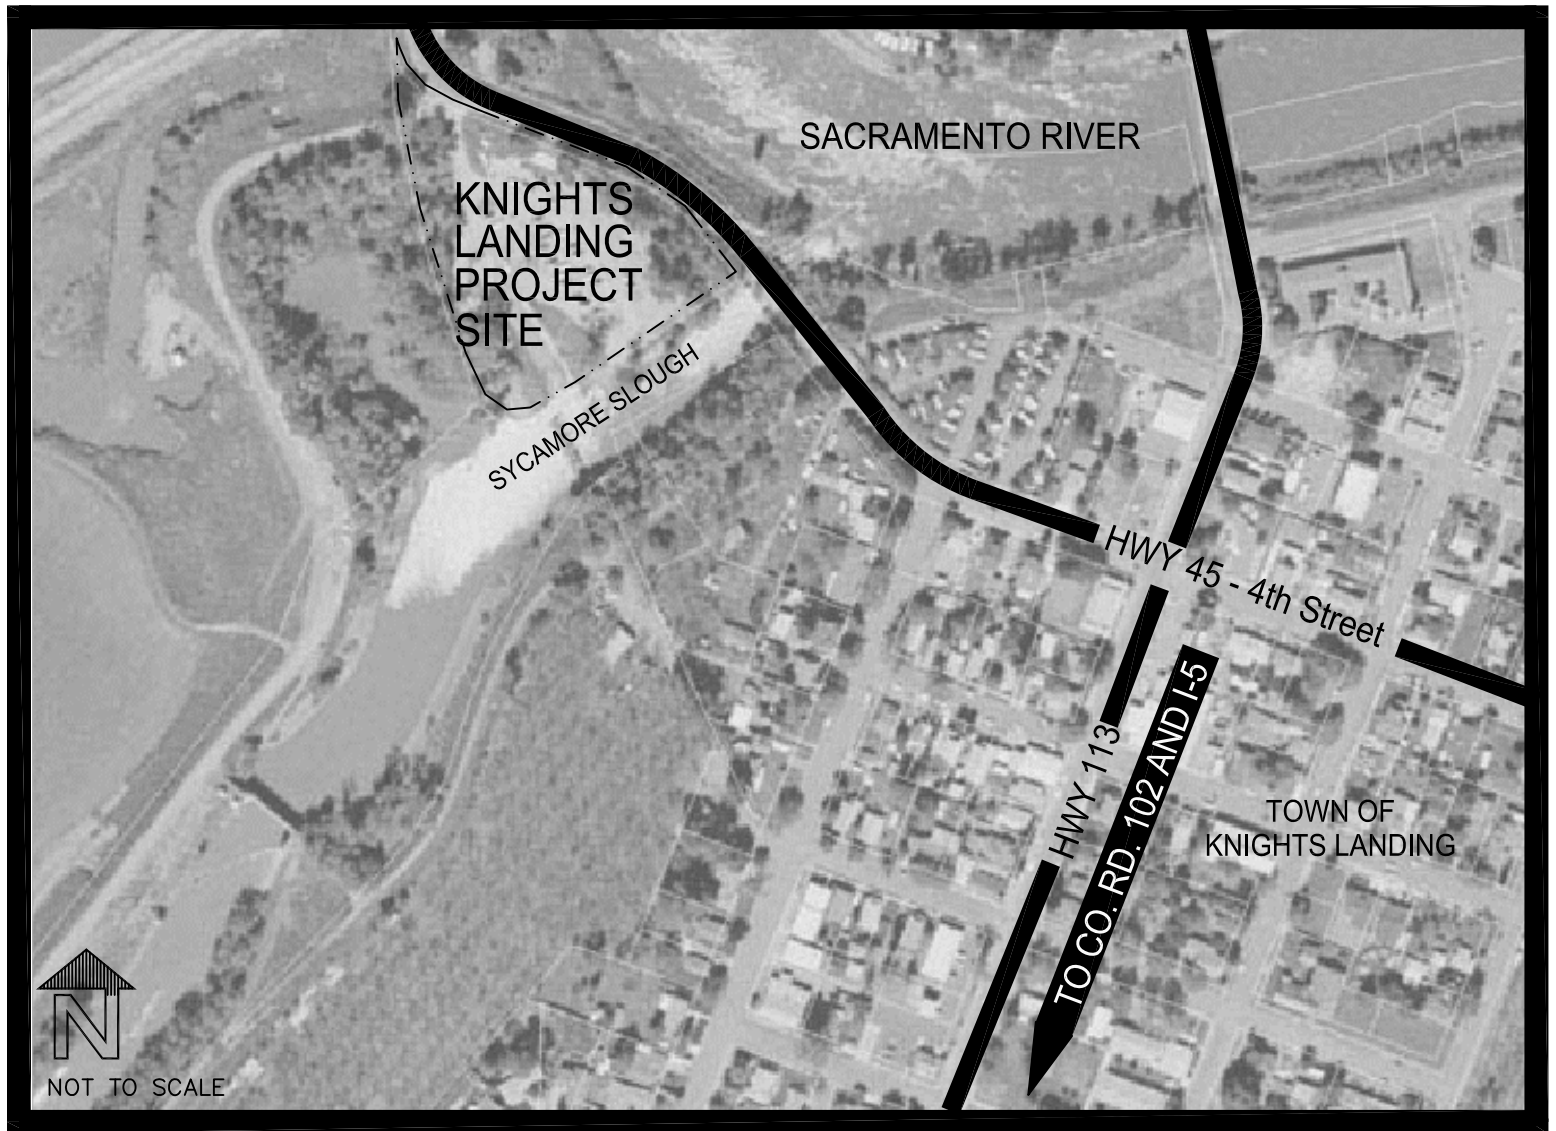 SACRAMENTO RIVER
KNIGHTS
LANDING
PROJECT
SITE
SYCAMORE SLOUGH
HWY 45 - 4th Street
HWY 113
TO CO. RD. 102 AND I-5
TOWN OF
KNIGHTS LANDING
N
NOT TO SCALE